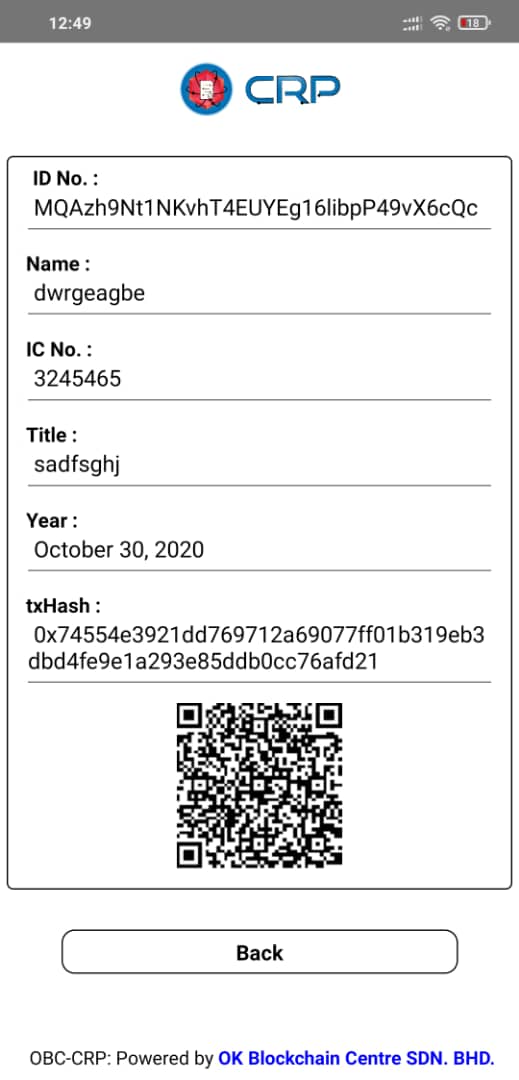 12:49
18
CRP
ID No. :
MQAzh9Nt1NKvhT4EUYEg16libpP49vX6cQc
Name :
dwrgeagbe
IC No. :
3245465
Title :
sadfsghj
Year :
October 30, 2020
txHash :
0x74554e3921dd769712a69077ff01b319eb3
dbd4fe9e1a293e85ddb0cc76afd21
Back
OBC-CRP: Powered by OK Blockchain Centre SDN. BHD.